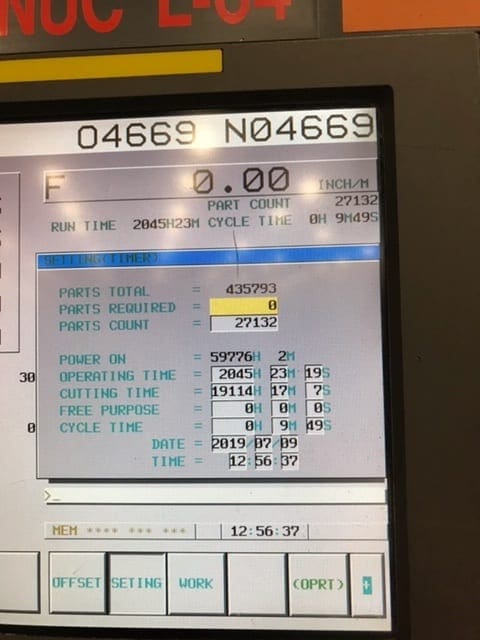 O4669 N04669
F 0.00 INCH/M
PART COUNT 27132
RUN TIME 2045H23M CYCLE TIME 0H 9M49S
SETTING(TIMER)
PARTS TOTAL = 435793
PARTS REQUIRED = 0
PARTS COUNT = 27132
POWER ON = 59776H 2M
OPERATING TIME = 2045H 23M 19S
30
CUTTING TIME = 19114H 17M 7S
FREE PURPOSE = 0H 0M 0S
0
CYCLE TIME = 0H 9M 49S
DATE = 2019/07/09
TIME = 12:56:37
>_
MEM **** *** *** 12:56:37
OFFSET SETING WORK (OPRT)